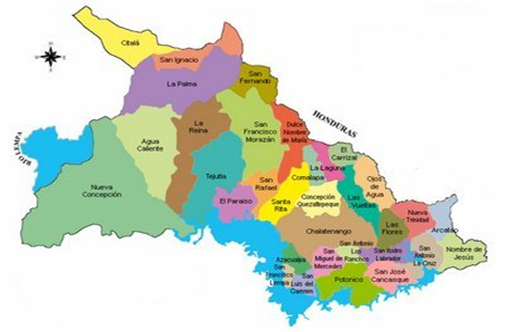 Citalá
San Ignacio
La Palma
San
Fernando
N
HONDURAS
RIO LEMPA
La
Reina
Agua
Caliente
San
Francisco
Morazán
Dulce
Nombre
de María
El
Carrizal
La Laguna
Comalapa
Ojos
de
Agua
Nueva
Concepción
Tejutla
San
Rafael
El Paraiso
Santa
Rita
Concepción
Quezaltepeque
Las
Vueltas
Chalatenango
Las
Flores
Nueva
Trinidad
Arcatao
Nombre de
Jesús
San
Antonio
La Cruz
San Isidro
Labrador
San Antonio
Los
Ranchos
San
Miguel de
Mercedes
San José
Cancasque
Potonico
Azacualpa
San
Francisco
Lempa
San
Luis del
Carmen